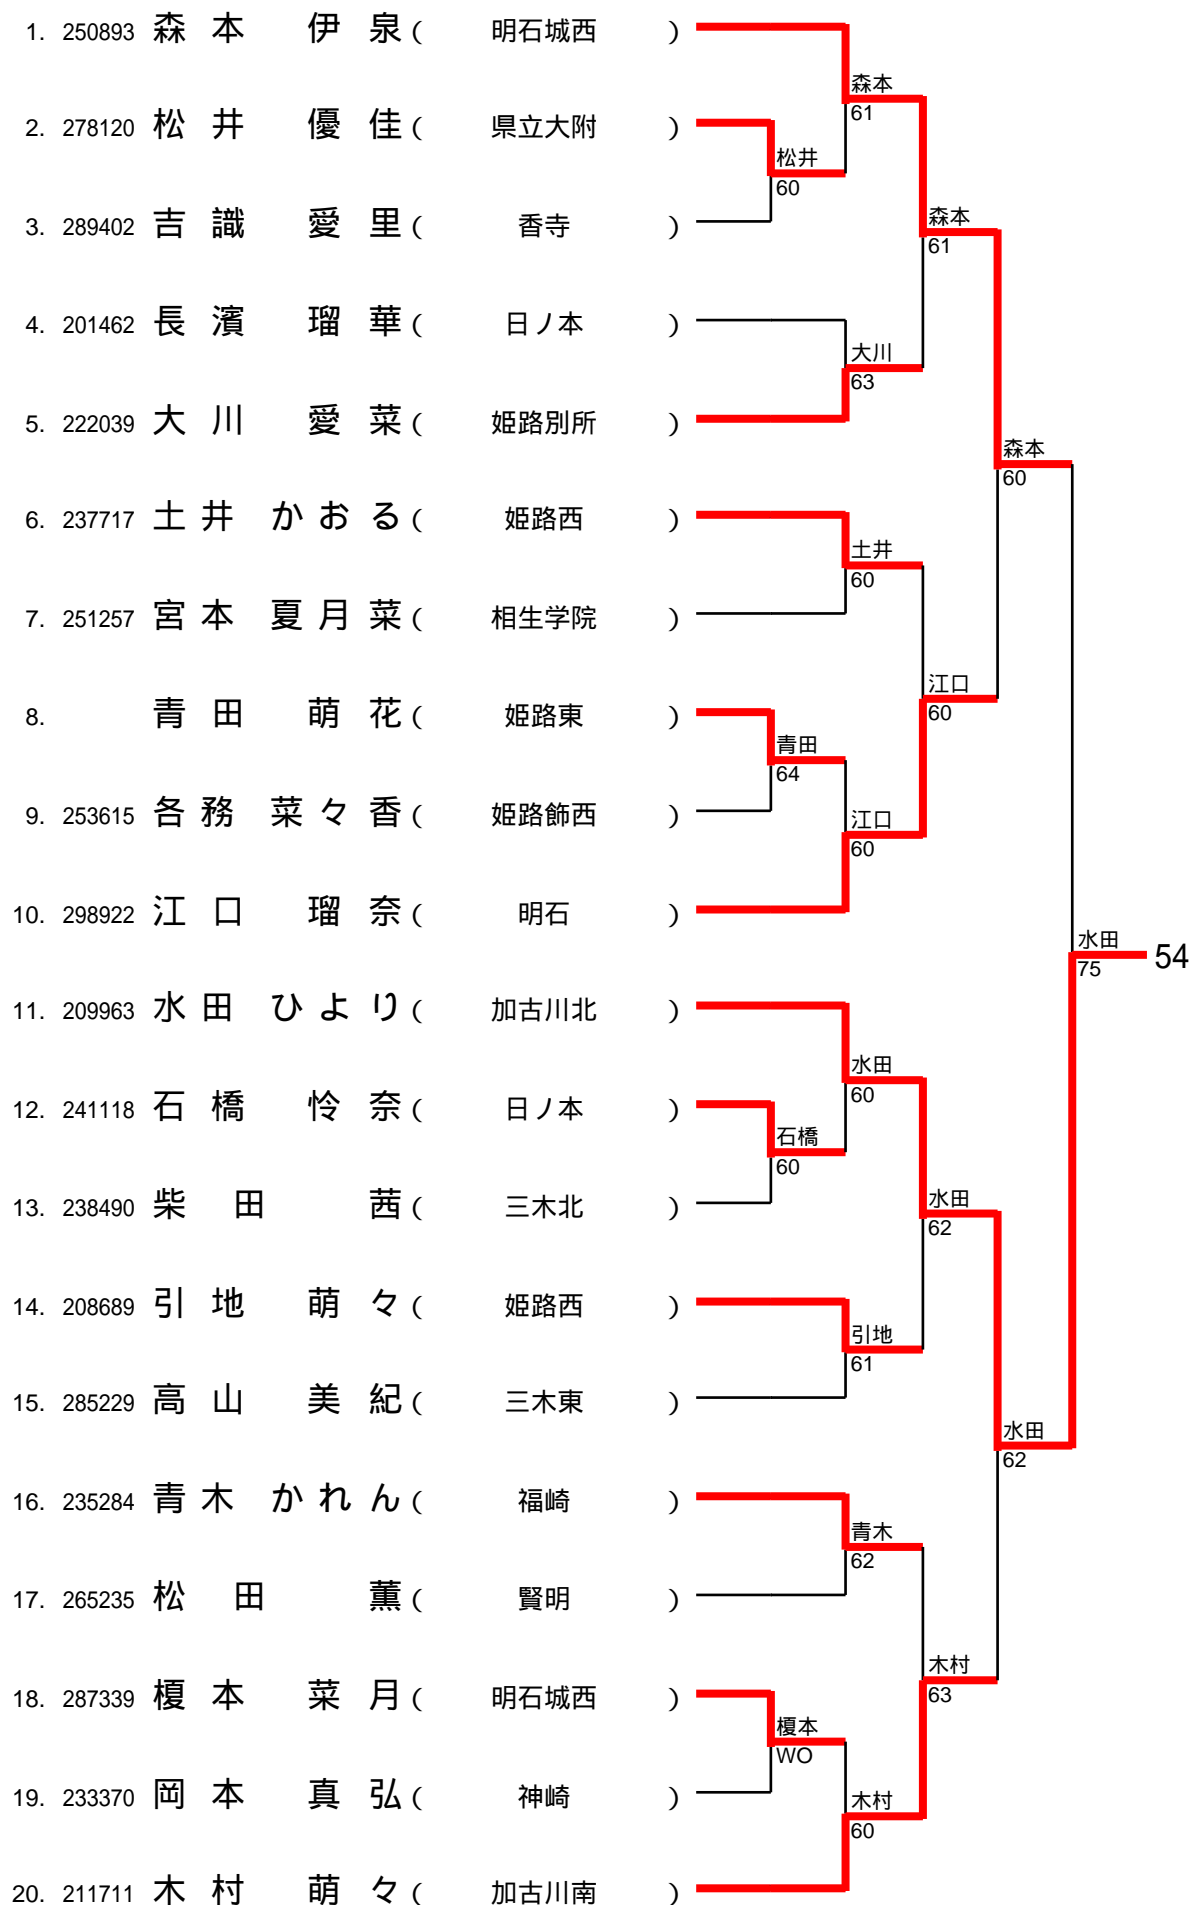 1. 250893 森本 伊泉 ( 明石城西 )
森本
61
2. 278120 松井 優佳 ( 県立大附 )
松井
60
3. 289402 吉識 愛里 ( 香寺 )
森本
61
4. 201462 長濱 瑠華 ( 日ノ本 )
大川
63
5. 222039 大川 愛菜 ( 姫路別所 )
森本
60
6. 237717 土井 かおる ( 姫路西 )
土井
60
7. 251257 宮本 夏月菜 ( 相生学院 )
江口
60
8. 青田 萌花 ( 姫路東 )
青田
64
9. 253615 各務 菜々香 ( 姫路飾西 )
江口
60
10. 298922 江口 瑠奈 ( 明石 )
水田 54
75
11. 209963 水田 ひより ( 加古川北 )
水田
60
12. 241118 石橋 怜奈 ( 日ノ本 )
石橋
60
13. 238490 柴田 茜 ( 三木北 )
水田
62
14. 208689 引地 萌々 ( 姫路西 )
引地
61
15. 285229 高山 美紀 ( 三木東 )
水田
62
16. 235284 青木 かれん ( 福崎 )
青木
62
17. 265235 松田 薫 ( 賢明 )
木村
63
18. 287339 榎本 菜月 ( 明石城西 )
榎本
WO
19. 233370 岡本 真弘 ( 神崎 )
木村
60
20. 211711 木村 萌々 ( 加古川南 )